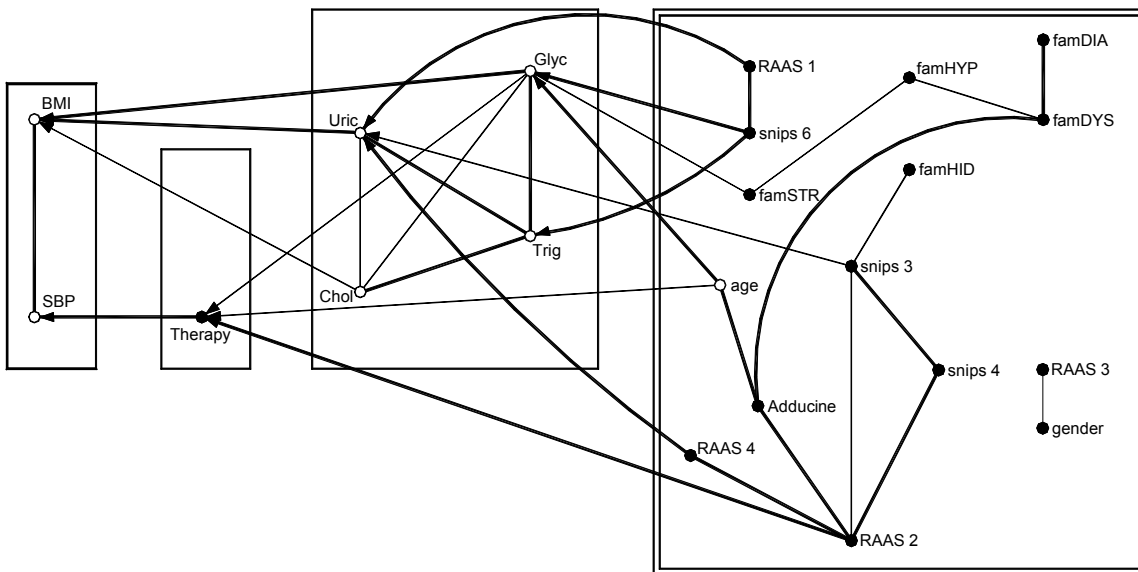 famDIA
Glyc
RAAS 1
famHYP
BMI
Uric
snips 6
famDYS
famHID
famSTR
Trig
snips 3
age
Chol
SBP
Therapy
snips 4
RAAS 3
Adducine
gender
RAAS 4
RAAS 2